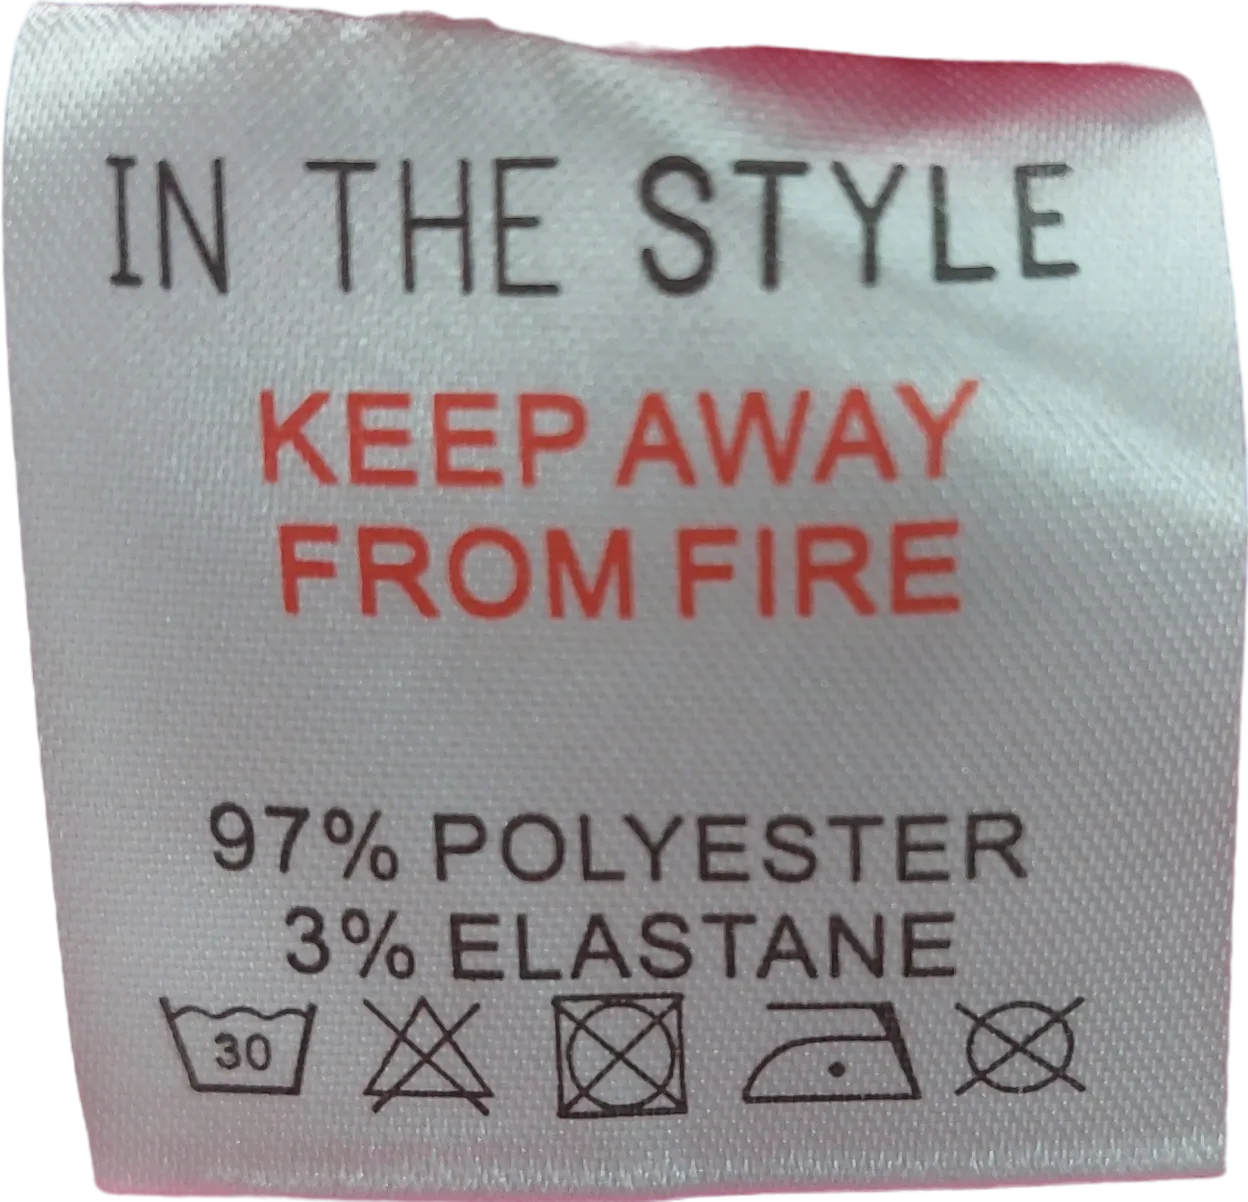 IN THE STYLE
KEEP AWAY
FROM FIRE
97% POLYESTER
3% ELASTANE
30